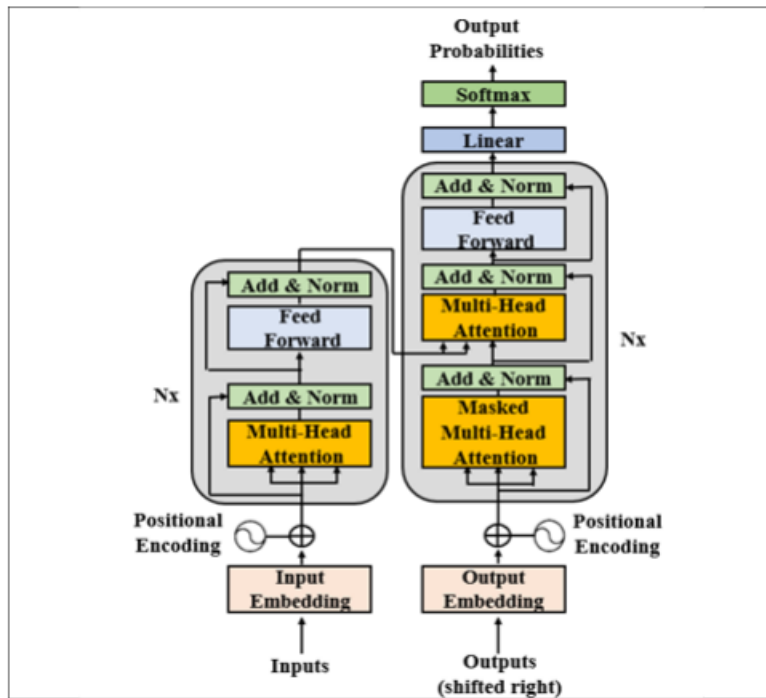 Output
Probabilities
Softmax
Linear
Add & Norm
Feed
Forward
Add & Norm
Multi-Head
Attention
Nx
Add & Norm
Masked
Multi-Head
Attention
Add & Norm
Feed
Forward
Nx
Add & Norm
Multi-Head
Attention
Positional
Encoding
Positional
Encoding
Input
Embedding
Output
Embedding
Inputs
Outputs
(shifted right)